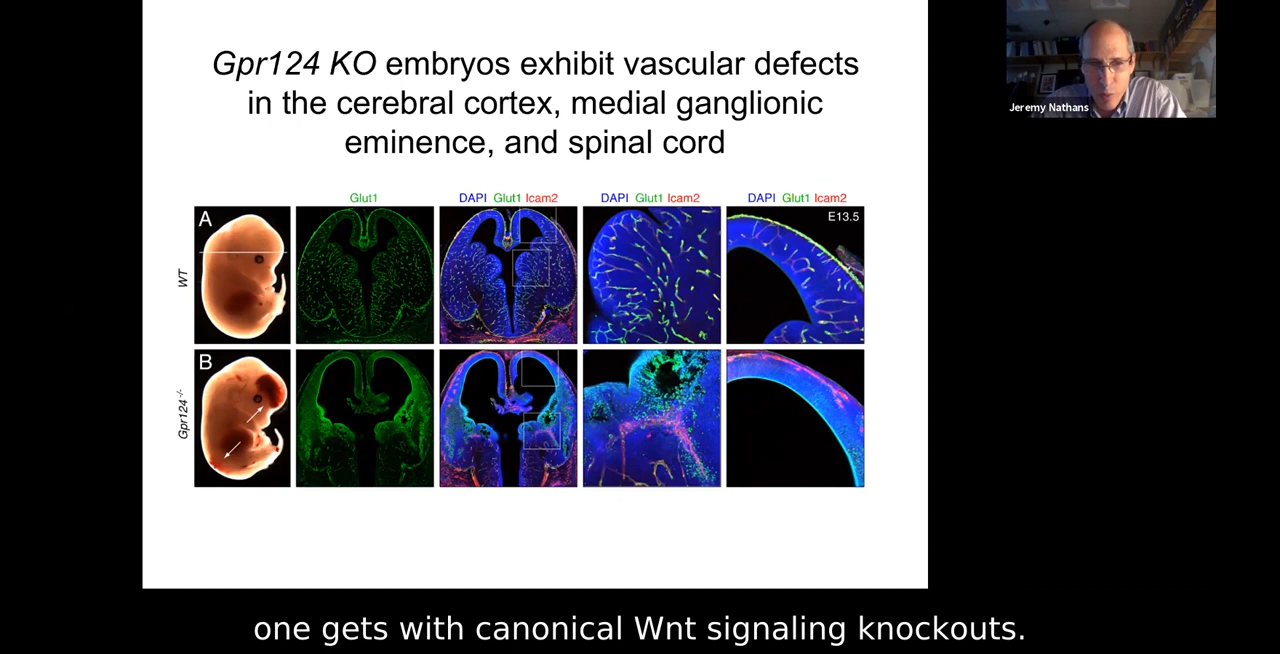 Gpr124 KO embryos exhibit vascular defects
in the cerebral cortex, medial ganglionic
eminence, and spinal cord
Jeremy Nathans
Glut1
DAPI Glut1 Icam2
DAPI Glut1 Icam2
DAPI Glut1 Icam2
A
E13.5
WT
B
Gpr124 -/-
one gets with canonical Wnt signaling knockouts.